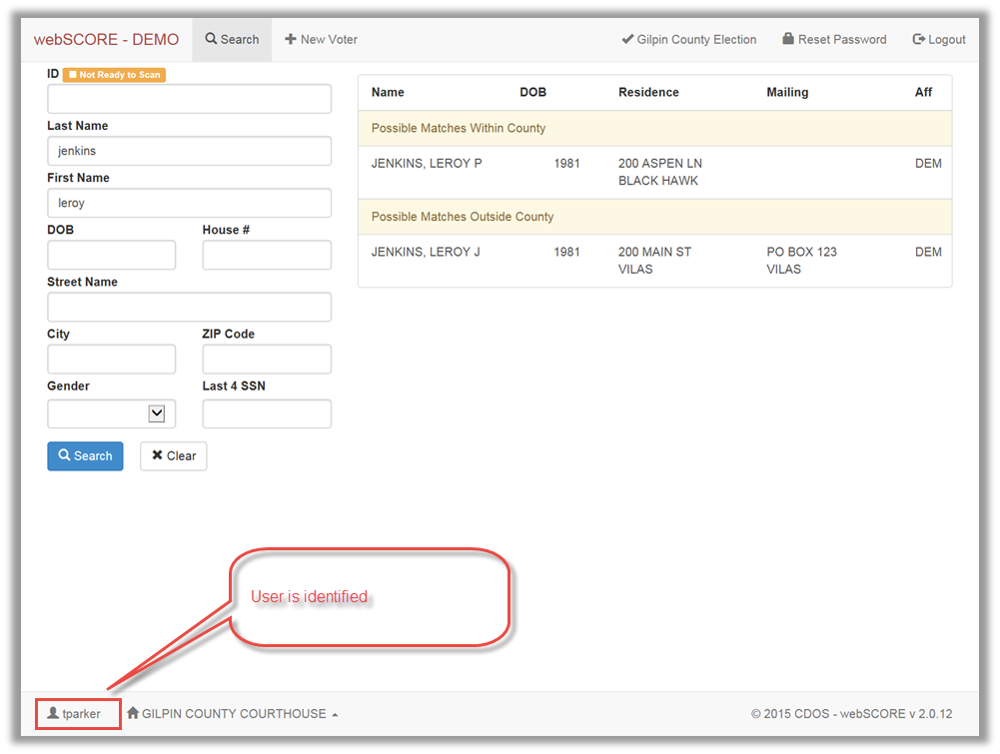 webSCORE - DEMO Search New Voter Gilpin County Election Reset Password Logout
ID Not Ready to Scan
Last Name
jenkins
First Name
leroy
DOB House #
Street Name
City ZIP Code
Gender Last 4 SSN
Search Clear
Name DOB Residence Mailing Aff
Possible Matches Within County
JENKINS, LEROY P 1981 200 ASPEN LN DEM
BLACK HAWK
Possible Matches Outside County
JENKINS, LEROY J 1981 200 MAIN ST PO BOX 123 DEM
VILAS VILAS
User is identified
tparker GILPIN COUNTY COURTHOUSE © 2015 CDOS - webSCORE v 2.0.12